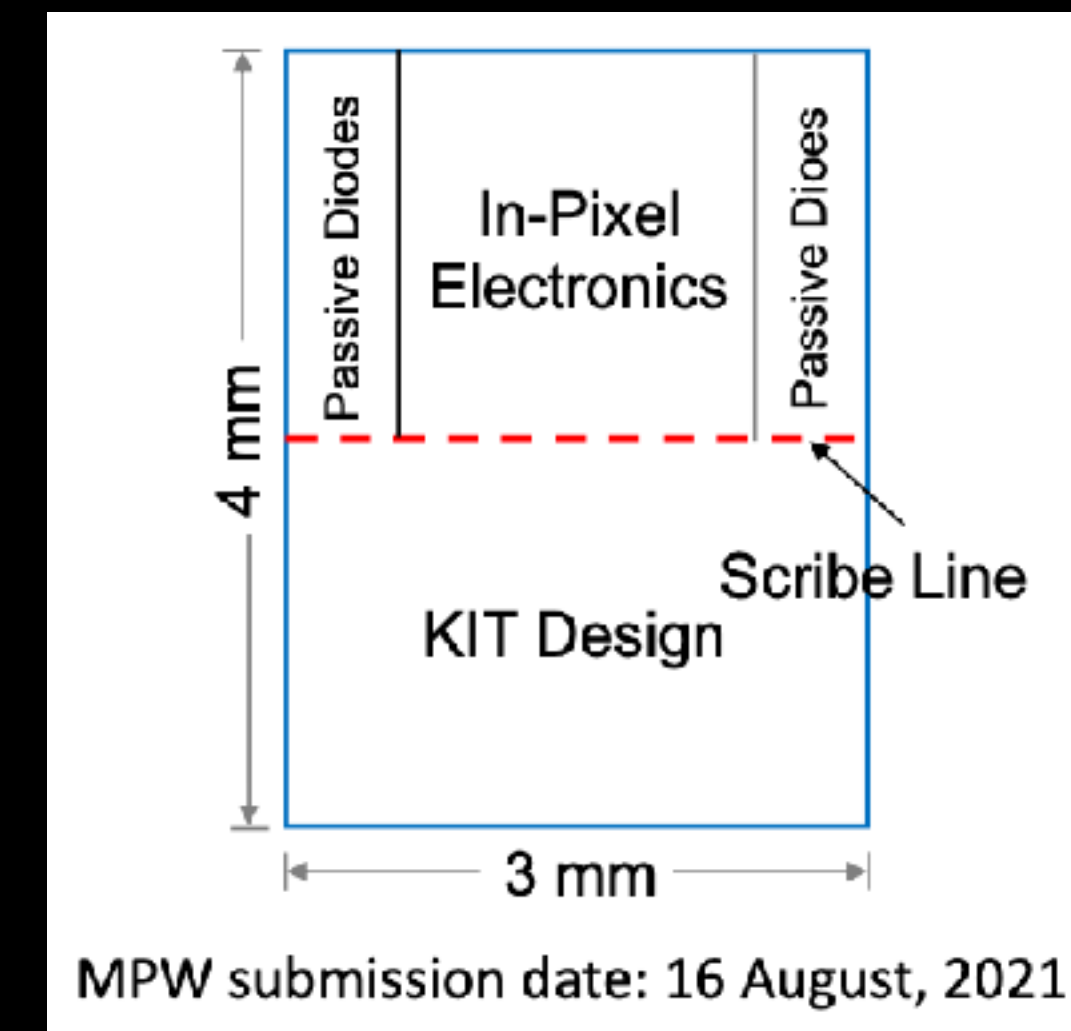 Passive Diodes
In-Pixel
Electronics
Passive Dioes
4 mm
Scribe Line
KIT Design
3 mm
MPW submission date: 16 August, 2021